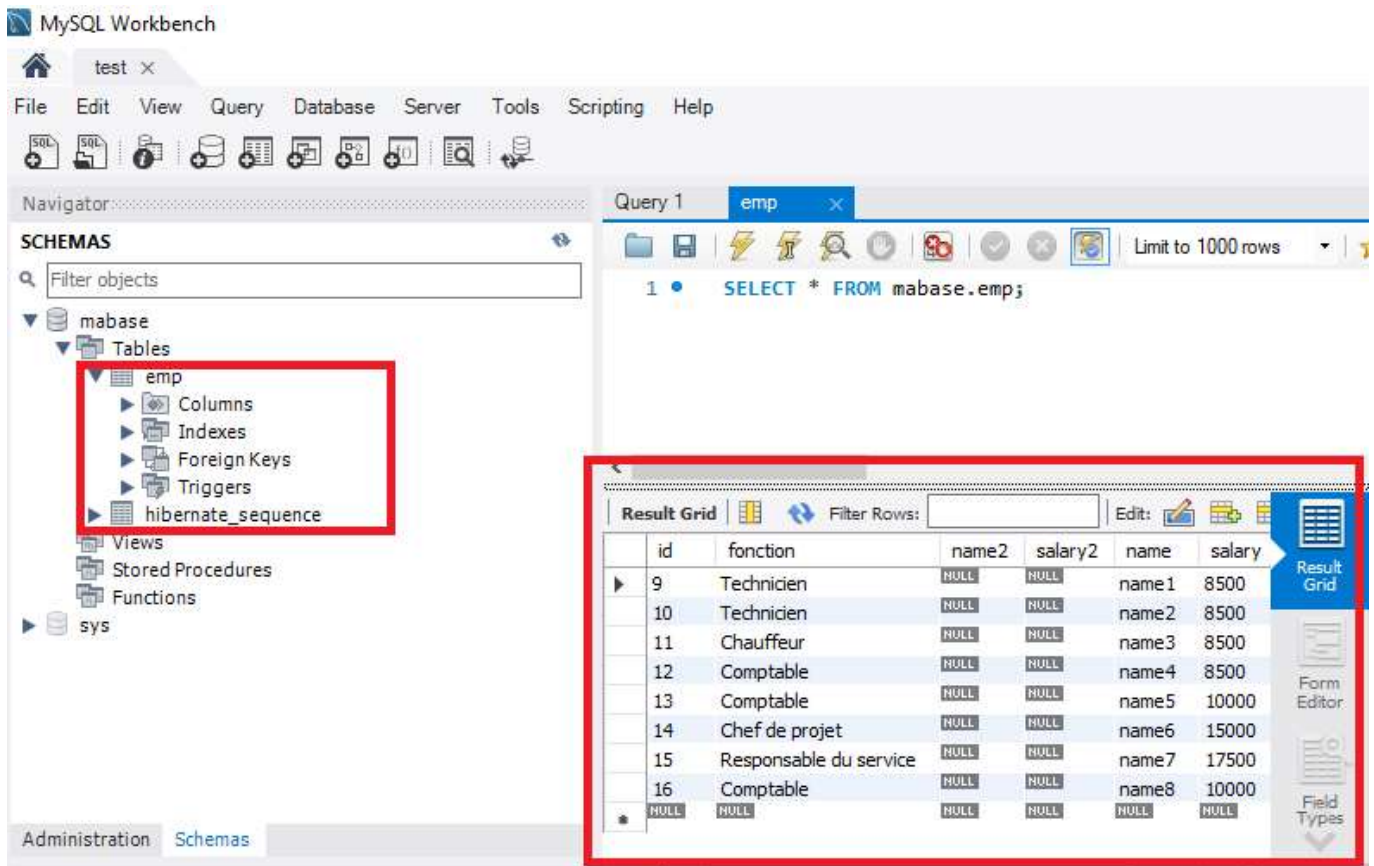 MySQL Workbench
test ×
File Edit View Query Database Server Tools Scripting Help
Navigator
SCHEMAS
Filter objects
mabase
Tables
emp
Columns
Indexes
Foreign Keys
Triggers
hibernate_sequence
Views
Stored Procedures
Functions
sys
Administration Schemas
Query 1 emp ×
Limit to 1000 rows
1 SELECT * FROM mabase.emp;
Result Grid Filter Rows: Edit:
id fonction name2 salary2 name salary
9 Technicien NULL NULL name1 8500
10 Technicien NULL NULL name2 8500
11 Chauffeur NULL NULL name3 8500
12 Comptable NULL NULL name4 8500
13 Comptable NULL NULL name5 10000
14 Chef de projet NULL NULL name6 15000
15 Responsable du service NULL NULL name7 17500
16 Comptable NULL NULL name8 10000
NULL NULL NULL NULL NULL NULL
Result
Grid
Form
Editor
Field
Types